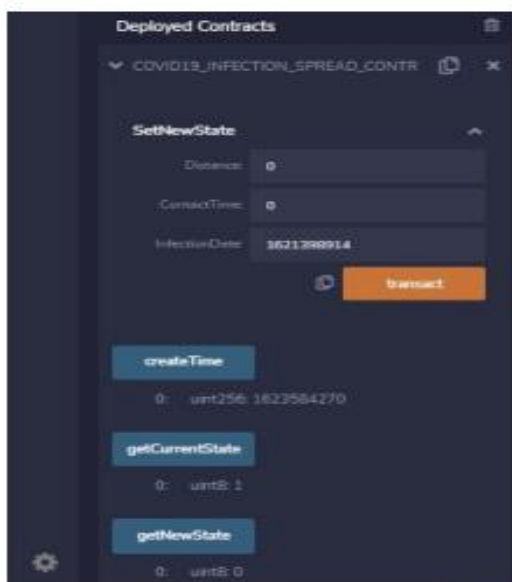 Deployed Contracts
COVID19_INFECTION_SPREAD_CONTR
SetNewState
Distance: 0
ContactTime: 0
InfectionDate: 1621398914
transact
createTime
0: uint256: 1623584270
getCurrentState
0: uint8: 1
getNewState
0: uint8: 0